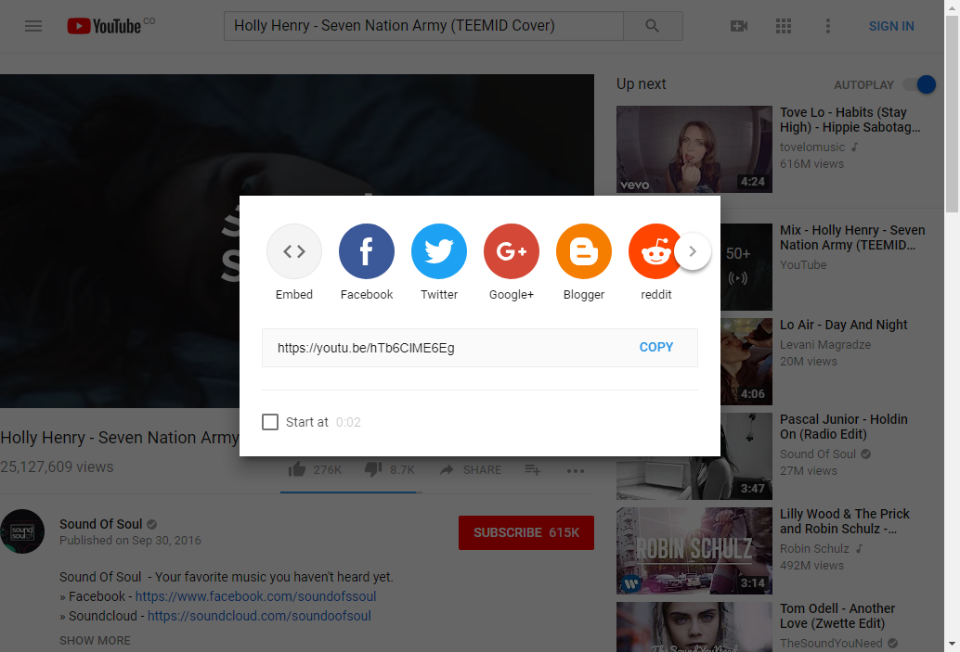 YouTube CO
Holly Henry - Seven Nation Army (TEEMID Cover)
SIGN IN
Up next
AUTOPLAY
Tove Lo - Habits (Stay
High) - Hippie Sabotag...
tovelomusic
616M views
vevo
4:24
Mix - Holly Henry - Seven
Nation Army (TEEMID...
YouTube
50+
Lo Air - Day And Night
Levani Magradze
20M views
4:06
Pascal Junior - Holdin
On (Radio Edit)
Sound Of Soul
27M views
3:47
Lilly Wood & The Prick
and Robin Schulz -...
Robin Schulz
492M views
ROBIN SCHULZ
3:14
Tom Odell - Another
Love (Zwette Edit)
TheSoundYouNeed
The SoundYouNeed
Embed
Facebook
Twitter
Google+
Blogger
reddit
https://youtu.be/hTb6ClME6Eg
COPY
Start at 0:02
Holly Henry - Seven Nation Army
25,127,609 views
276K
8.7K
SHARE
sound
soul
Sound Of Soul
Published on Sep 30, 2016
SUBSCRIBE 615K
Sound Of Soul - Your favorite music you haven't heard yet.
» Facebook - https://www.facebook.com/soundofssoul
» Soundcloud - https://soundcloud.com/soundoofsoul
SHOW MORE